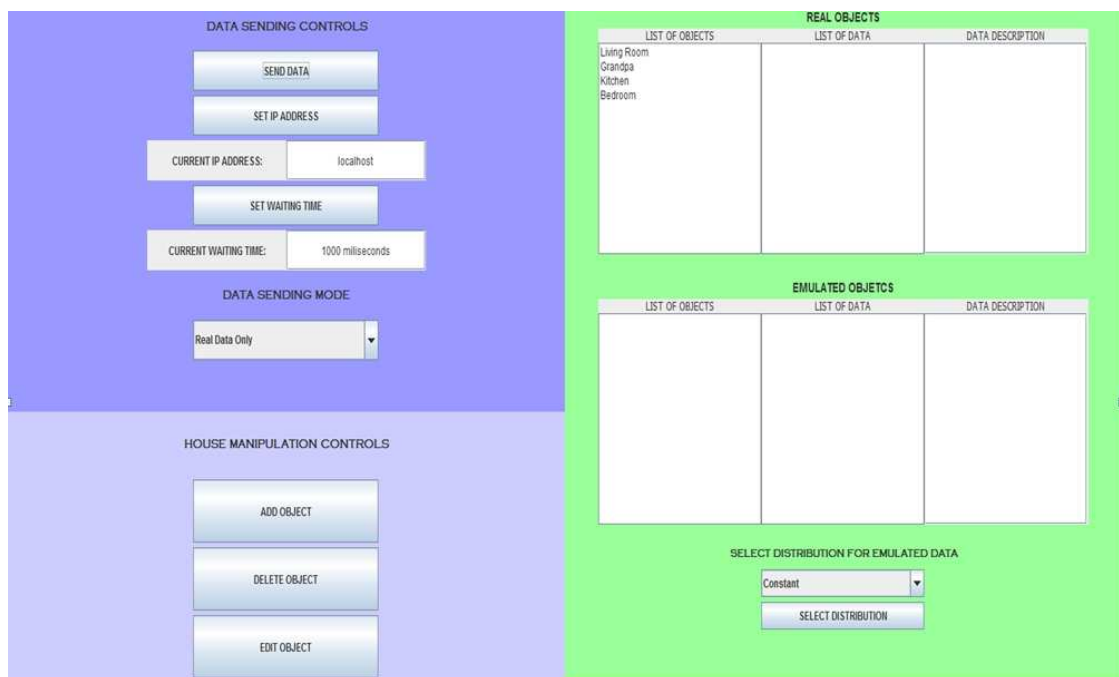 DATA SENDING CONTROLS
SEND DATA
SET IP ADDRESS
CURRENT IP ADDRESS:
localhost
SET WAITING TIME
CURRENT WAITING TIME:
1000 miliseconds
DATA SENDING MODE
Real Data Only
HOUSE MANIPULATION CONTROLS
ADD OBJECT
DELETE OBJECT
EDIT OBJECT
REAL OBJECTS
LIST OF OBJECTS
LIST OF DATA
DATA DESCRIPTION
Living Room
Grandpa
Kitchen
Bedroom
EMULATED OBJETCS
LIST OF OBJECTS
LIST OF DATA
DATA DESCRIPTION
SELECT DISTRIBUTION FOR EMULATED DATA
Constant
SELECT DISTRIBUTION